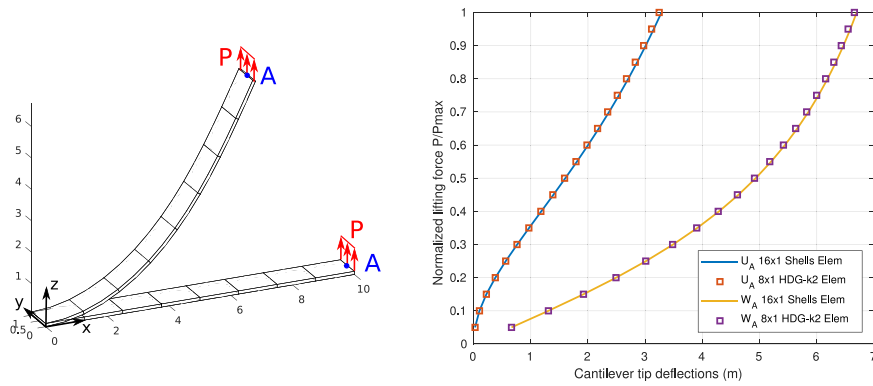 P
A
6
5
4
3
2
1
0
z
y
x
1
0.5
0
0
2
4
6
8
10
P
A
Normalized lifting force P/Pmax
1
0.9
0.8
0.7
0.6
0.5
0.4
0.3
0.2
0.1
0
0 1 2 3 4 5 6 7
Cantilever tip deflections (m)
U_A 16x1 Shells Elem
U_A 8x1 HDG-k2 Elem
W_A 16x1 Shells Elem
W_A 8x1 HDG-k2 Elem